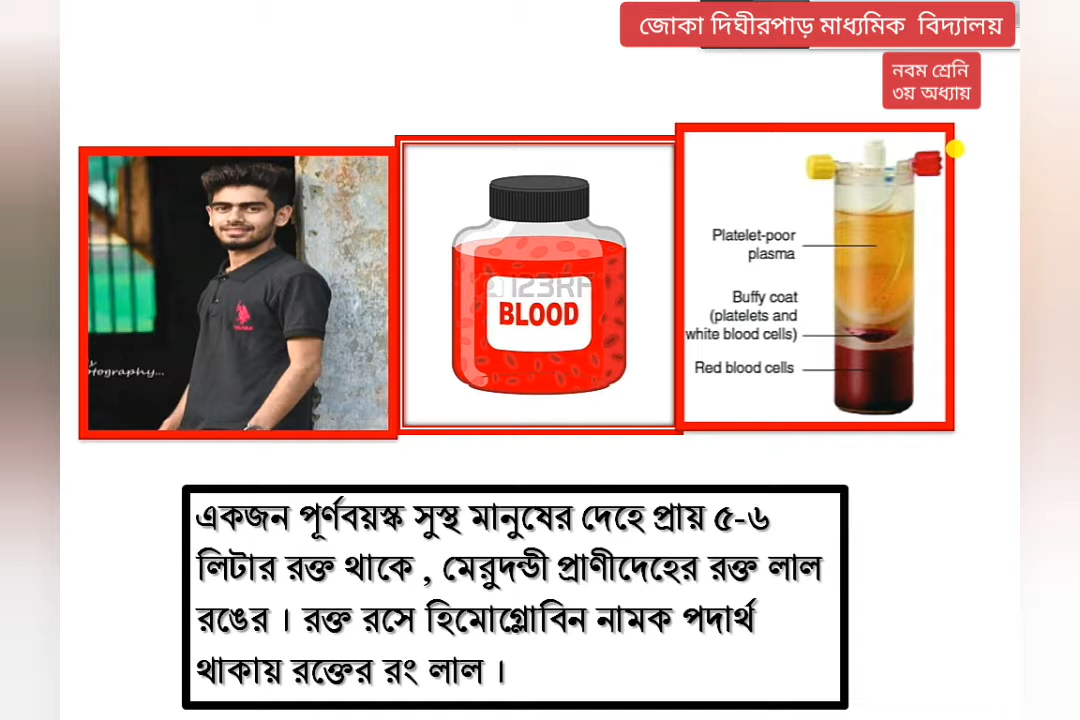 জোকা দিঘীরপাড় মাধ্যমিক বিদ্যালয়
নবম শ্রেনি
৩য় অধ্যায়
Platelet-poor
plasma
Buffy coat
(platelets and
white blood cells)
Red blood cells
123RF
BLOOD
একজন পূর্ণবয়স্ক সুস্থ মানুষের দেহে প্রায় ৫-৬
লিটার রক্ত থাকে , মেরুদন্ডী প্রাণীদেহের রক্ত লাল
রঙের । রক্ত রসে হিমোগ্লোবিন নামক পদার্থ
থাকায় রক্তের রং লাল ।